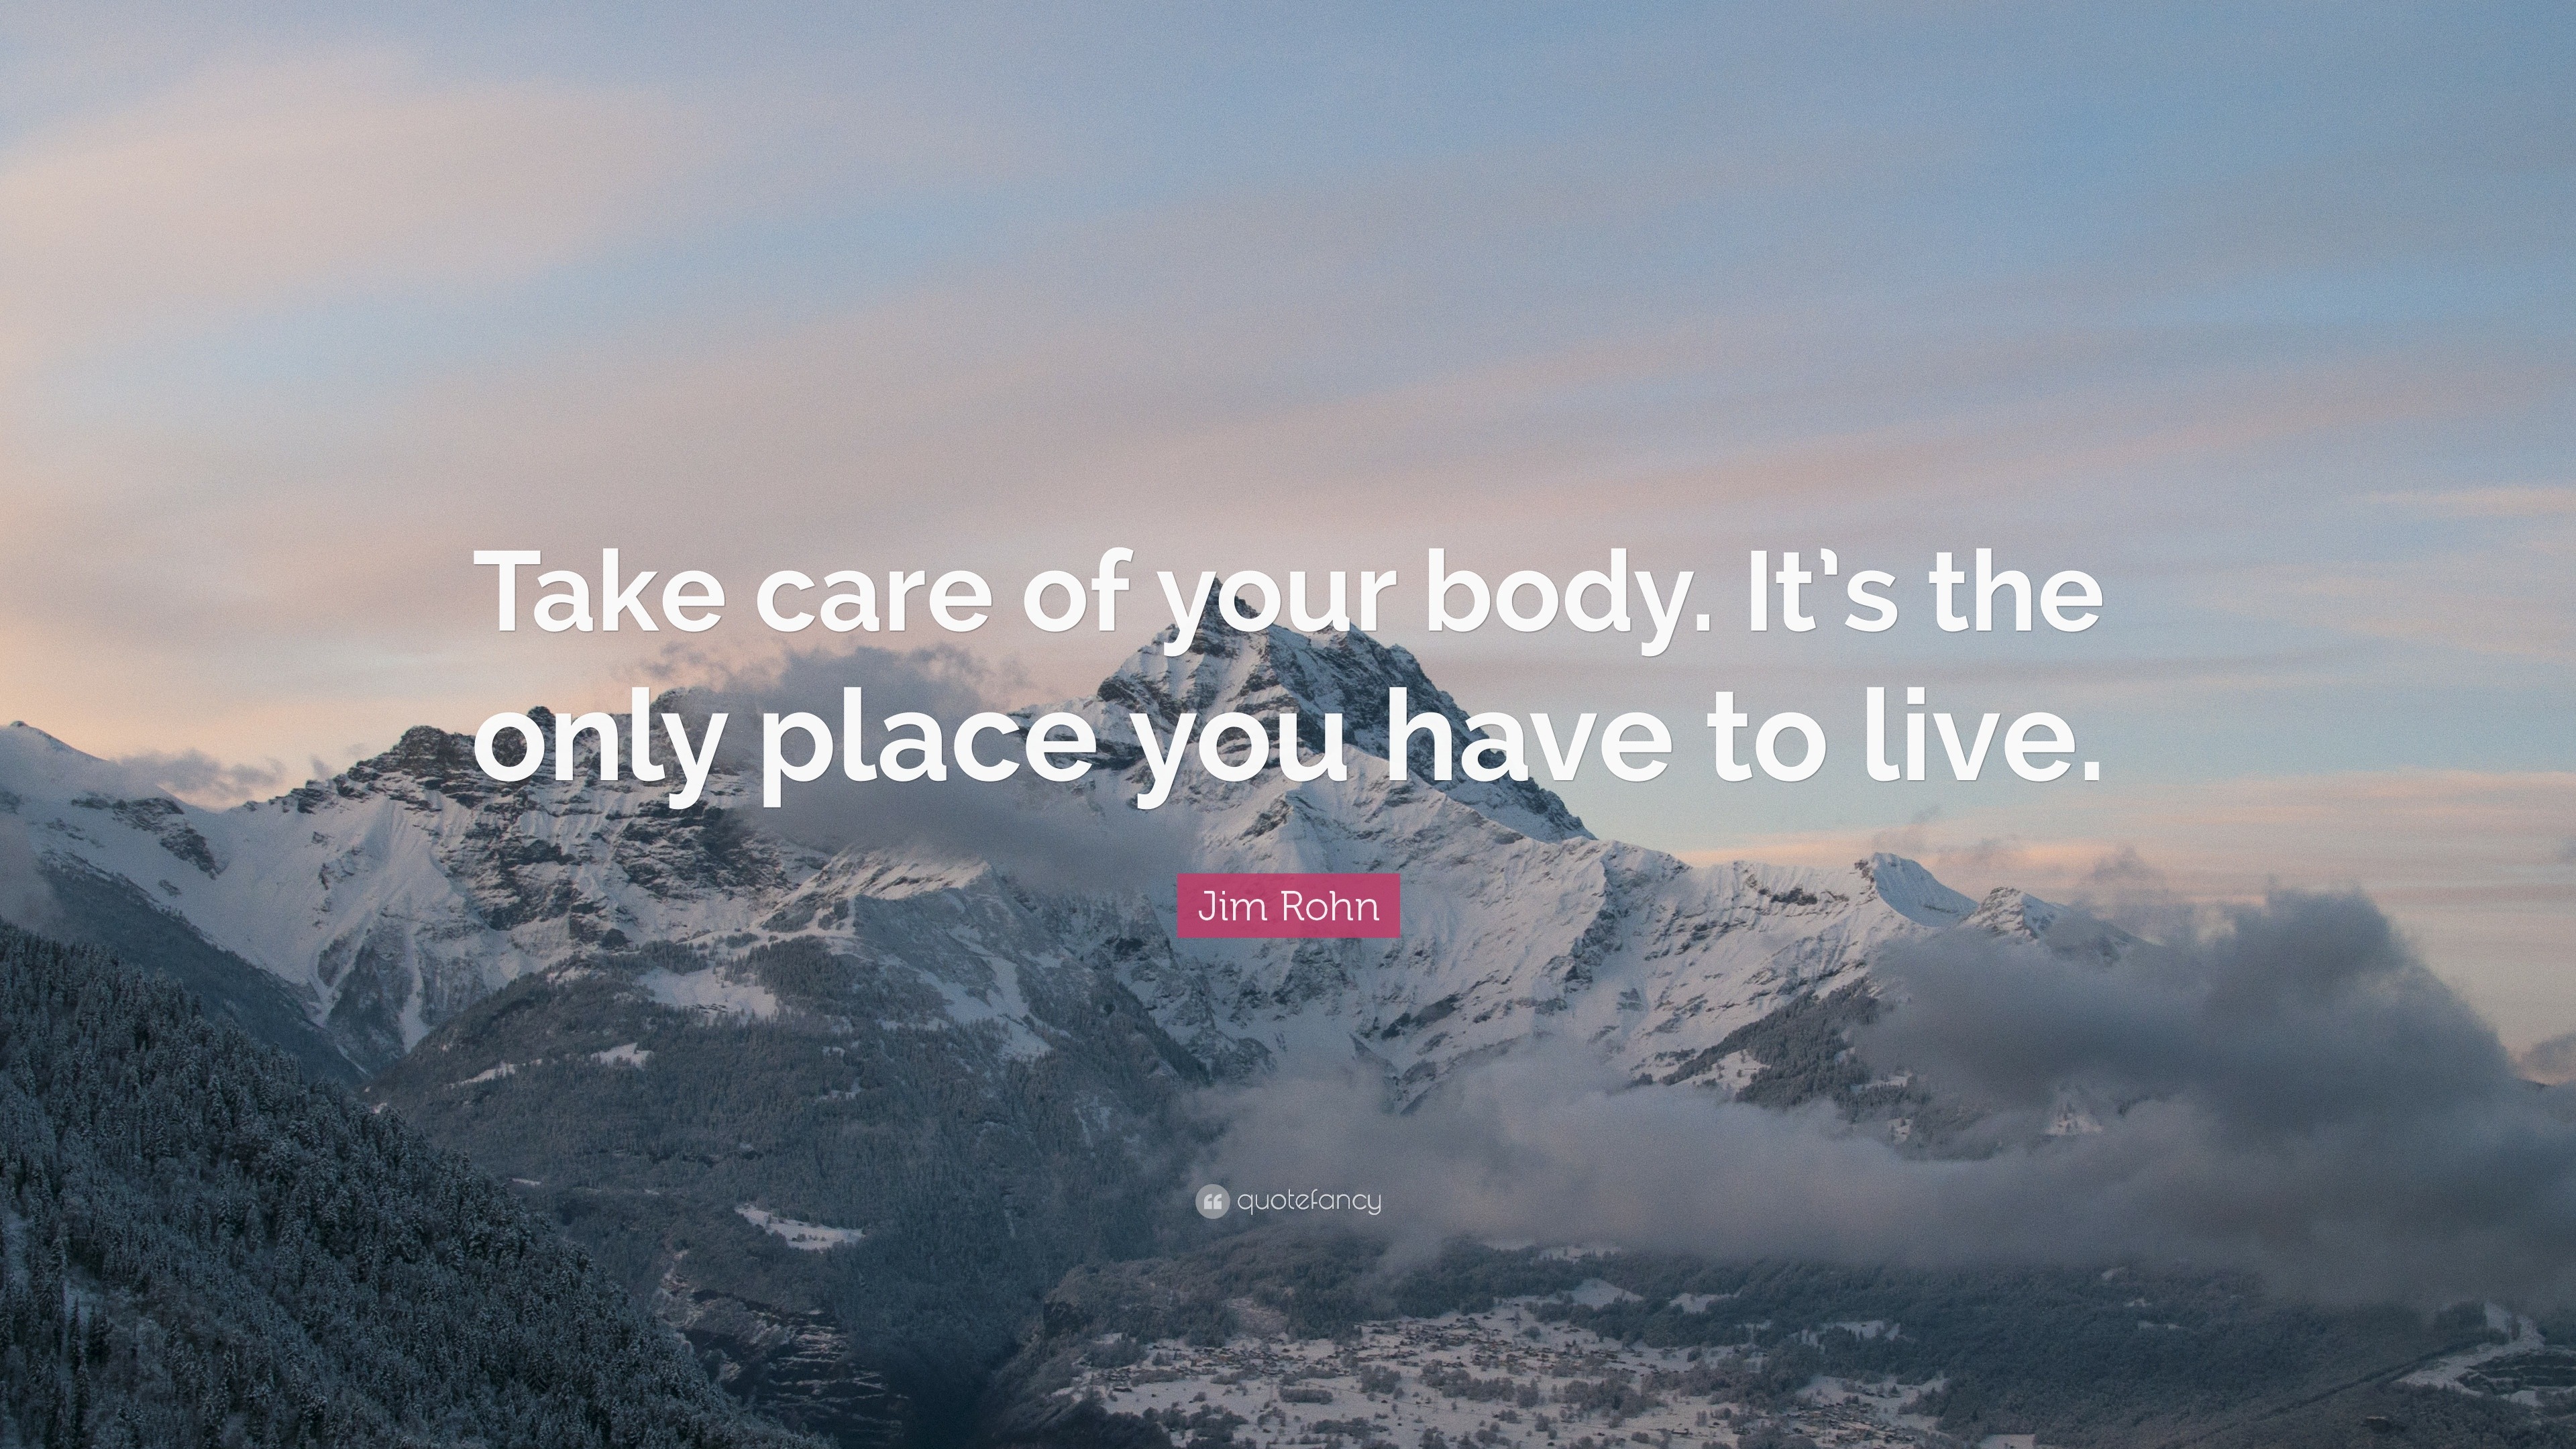 Take care of your body. It’s the
only place you have to live.
Jim Rohn
quotefancy